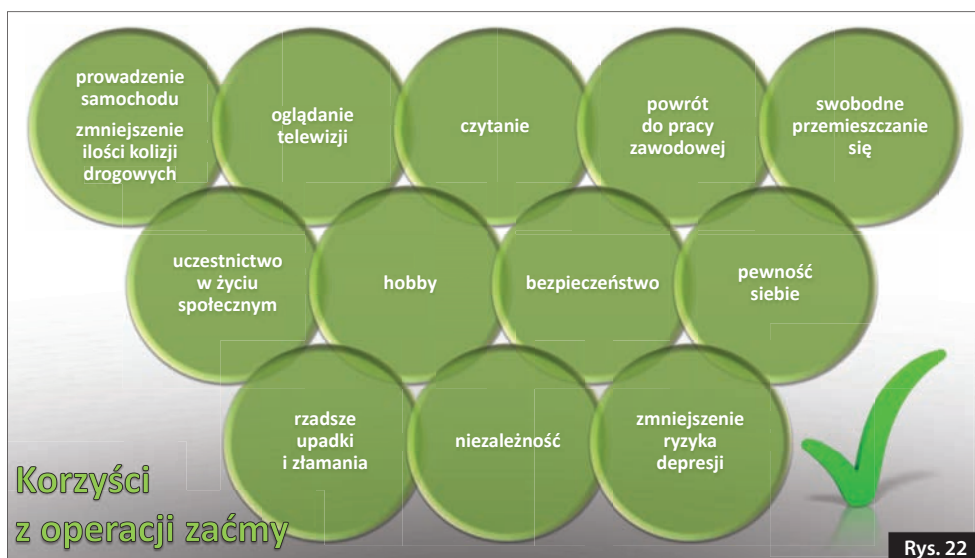 prowadzenie
samochodu
zmniejszenie
ilości kolizji
drogowych
oglądanie
telewizji
czytanie
powrót
do pracy
zawodowej
swobodne
przemieszczanie
się
uczestnictwo
w życiu
społecznym
hobby
bezpieczeństwo
pewność
siebie
rzadsze
upadki
i złamania
niezależność
zmniejszenie
ryzyka
depresji
Korzyści
z operacji zaćmy
Rys. 22